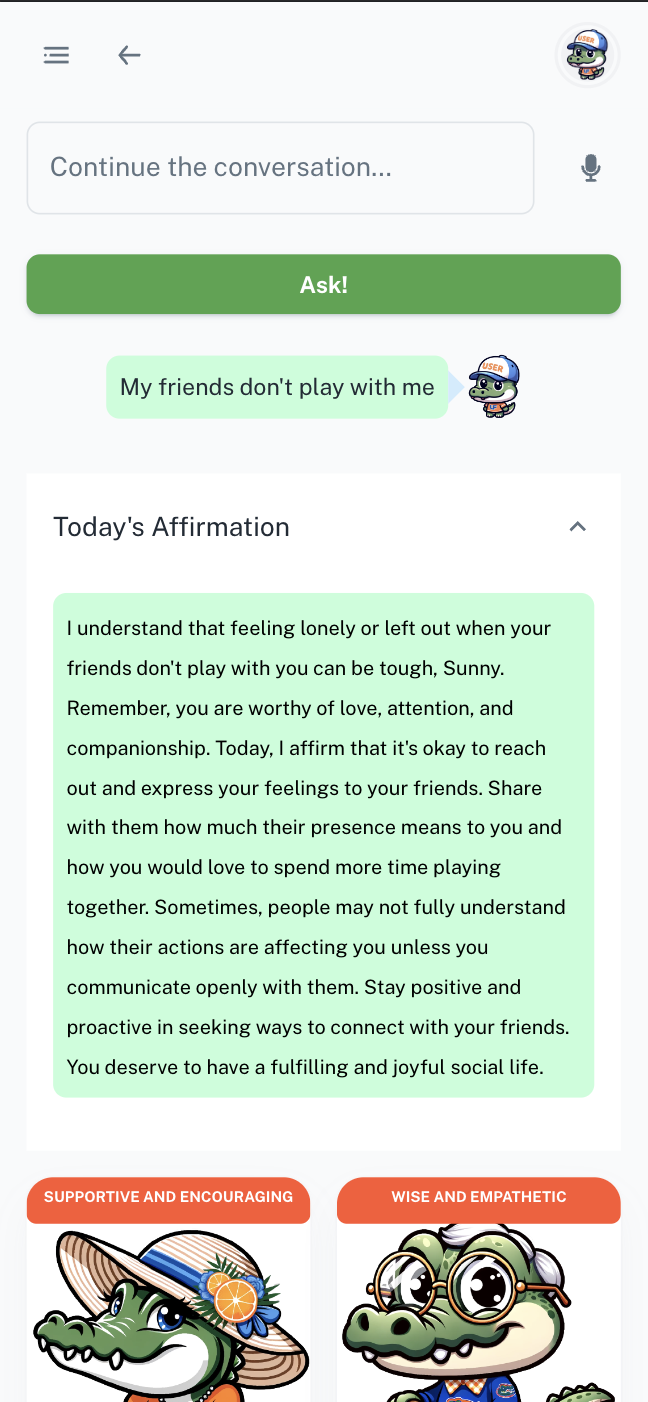 USER
Continue the conversation...
Ask!
My friends don't play with me
USER
Today's Affirmation
I understand that feeling lonely or left out when your
friends don't play with you can be tough, Sunny.
Remember, you are worthy of love, attention, and
companionship. Today, I affirm that it's okay to reach
out and express your feelings to your friends. Share
with them how much their presence means to you and
how you would love to spend more time playing
together. Sometimes, people may not fully understand
how their actions are affecting you unless you
communicate openly with them. Stay positive and
proactive in seeking ways to connect with your friends.
You deserve to have a fulfilling and joyful social life.
SUPPORTIVE AND ENCOURAGING
WISE AND EMPATHETIC